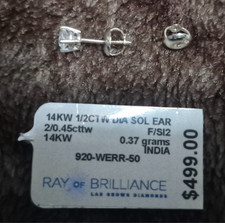 14KW 1/2CTW DIA SOL EAR
2/0.45cttw F/SI2
14KW 0.37 grams
INDIA
920-WERR-50
$499.00
RAY OF BRILLIANCE
LAB GROWN DIAMONDS